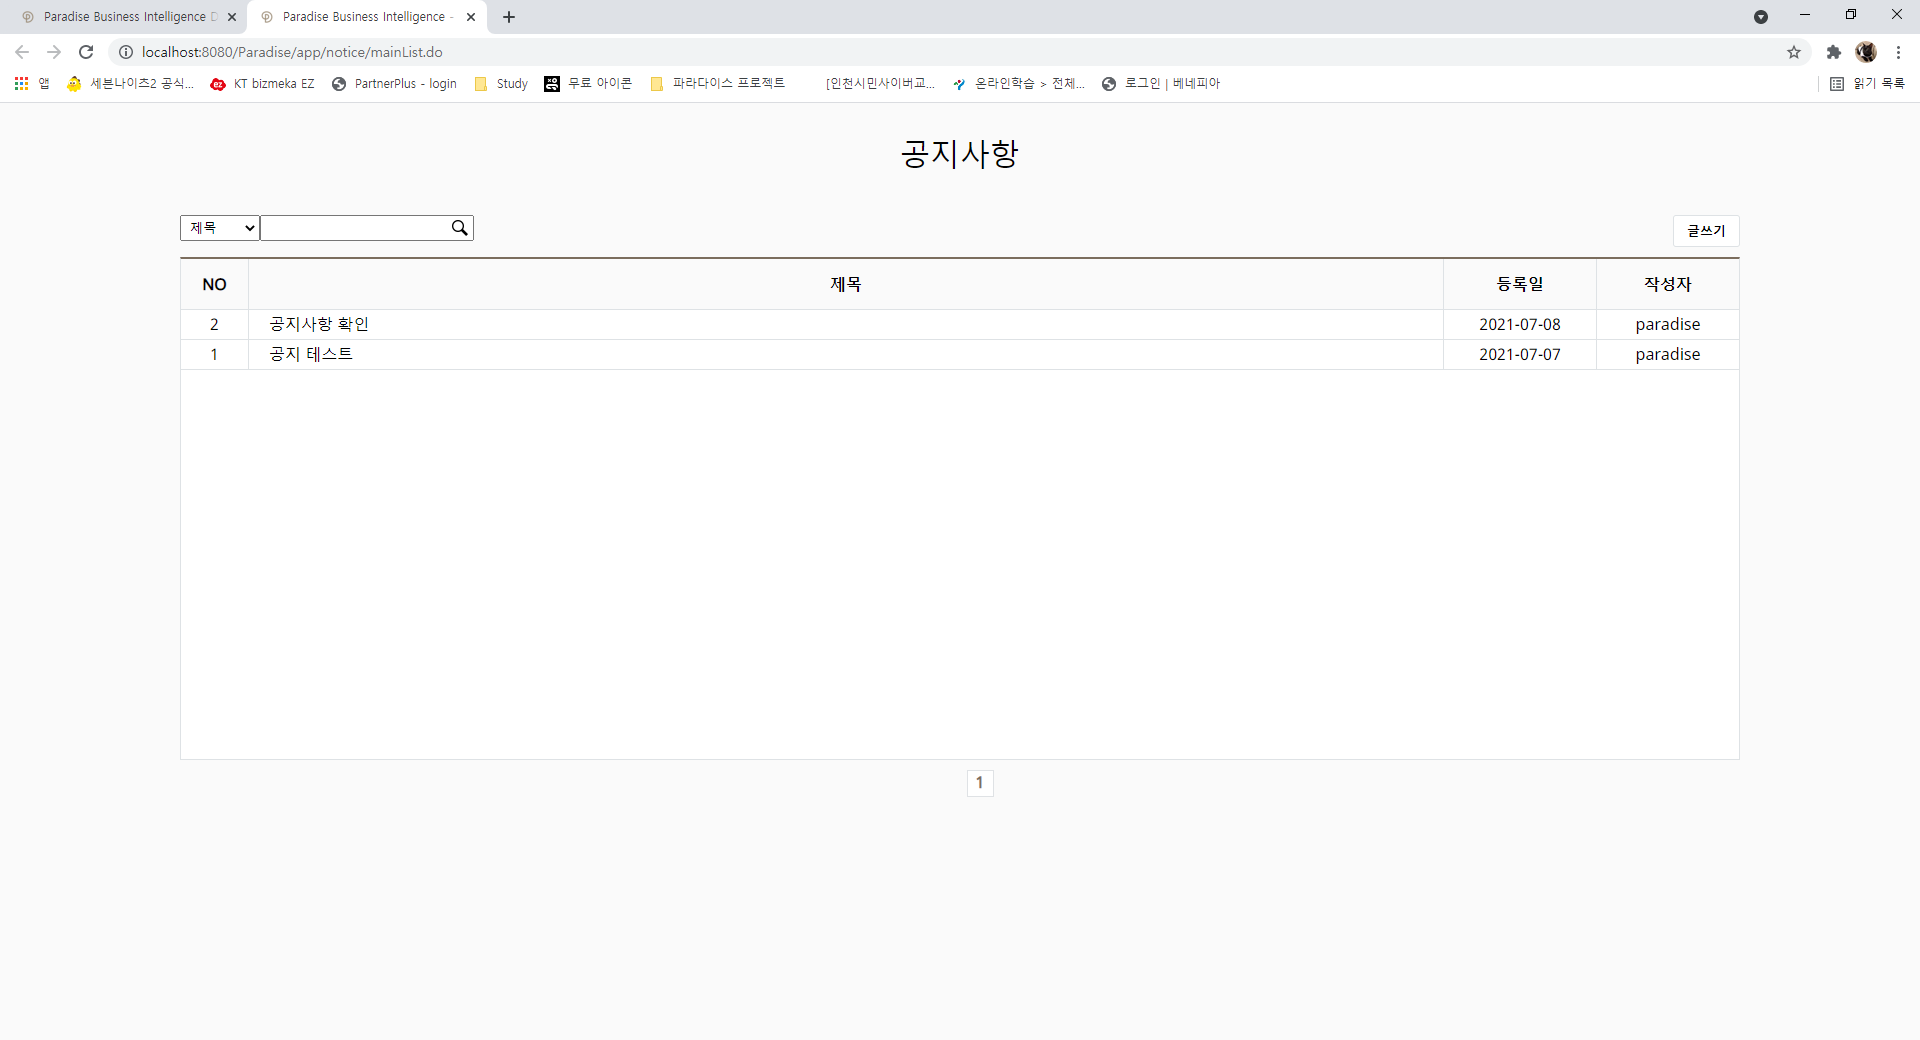 Paradise Business Intelligence D
Paradise Business Intelligence -
localhost:8080/Paradise/app/notice/mainList.do
앱
세븐나이츠2 공식...
ez
KT bizmeka EZ
PartnerPlus - login
Study
무료 아이콘
파라다이스 프로젝트
[인천시민사이버교...
온라인학습 > 전체...
로그인 | 베네피아
읽기 목록
공지사항
제목
글쓰기
NO 제목 등록일 작성자
2 공지사항 확인 2021-07-08 paradise
1 공지 테스트 2021-07-07 paradise
1